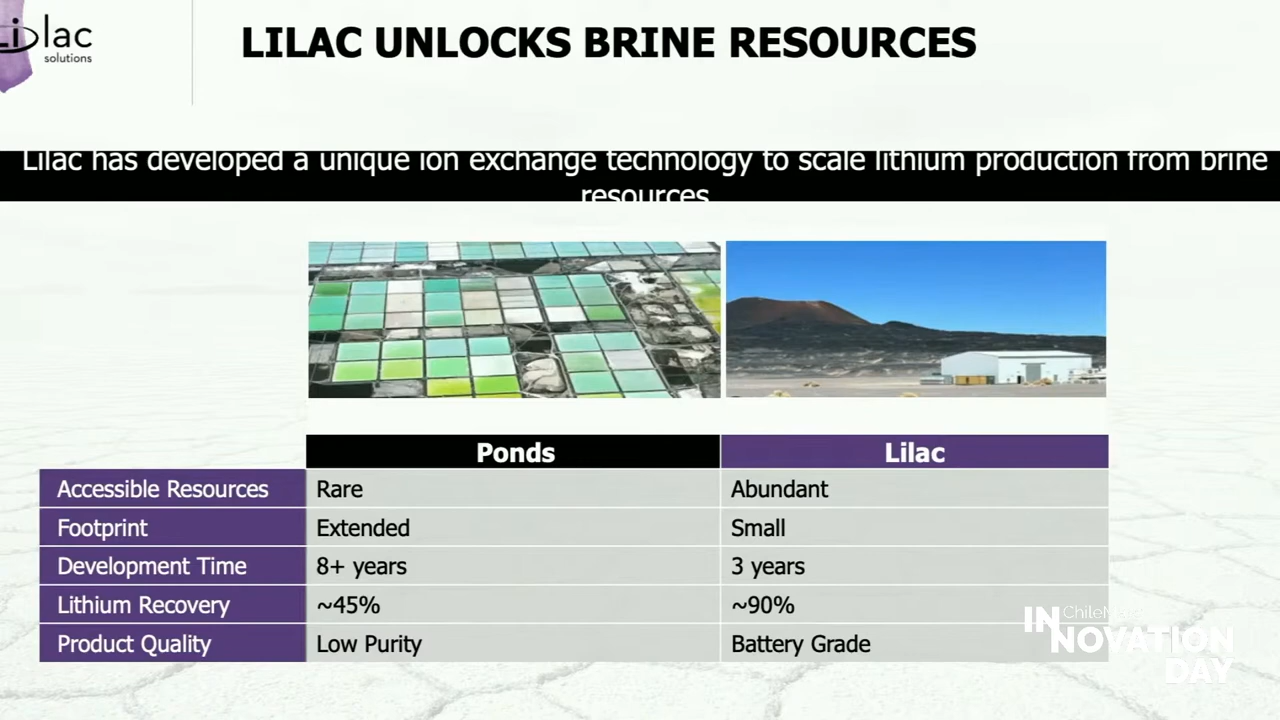 Lilac
solutions
LILAC UNLOCKS BRINE RESOURCES
Lilac has developed a unique ion exchange technology to scale lithium production from brine
resources
Ponds Lilac
Accessible Resources Rare Abundant
Footprint Extended Small
Development Time 8+ years 3 years
Lithium Recovery ~45% ~90%
Product Quality Low Purity Battery Grade
IN
NOVATION
DAY